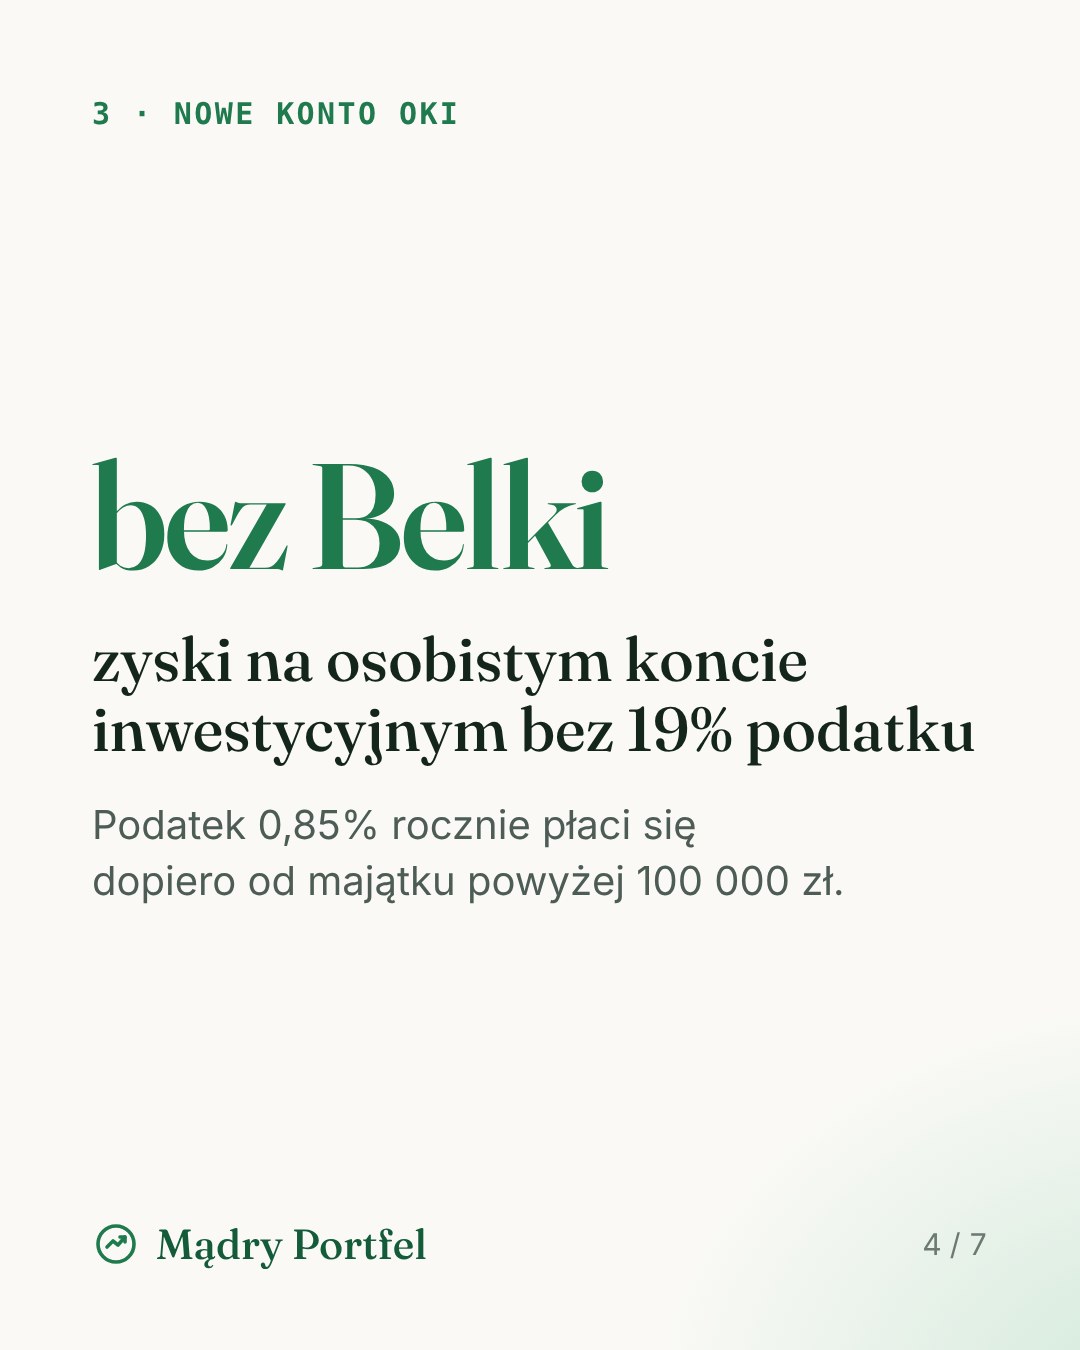 3 · NOWE KONTO OKI
bez Belki
zyski na osobistym koncie
inwestycyjnym bez 19% podatku
Podatek 0,85% rocznie płaci się
dopiero od majątku powyżej 100 000 zł.
Mądry Portfel
4 / 7